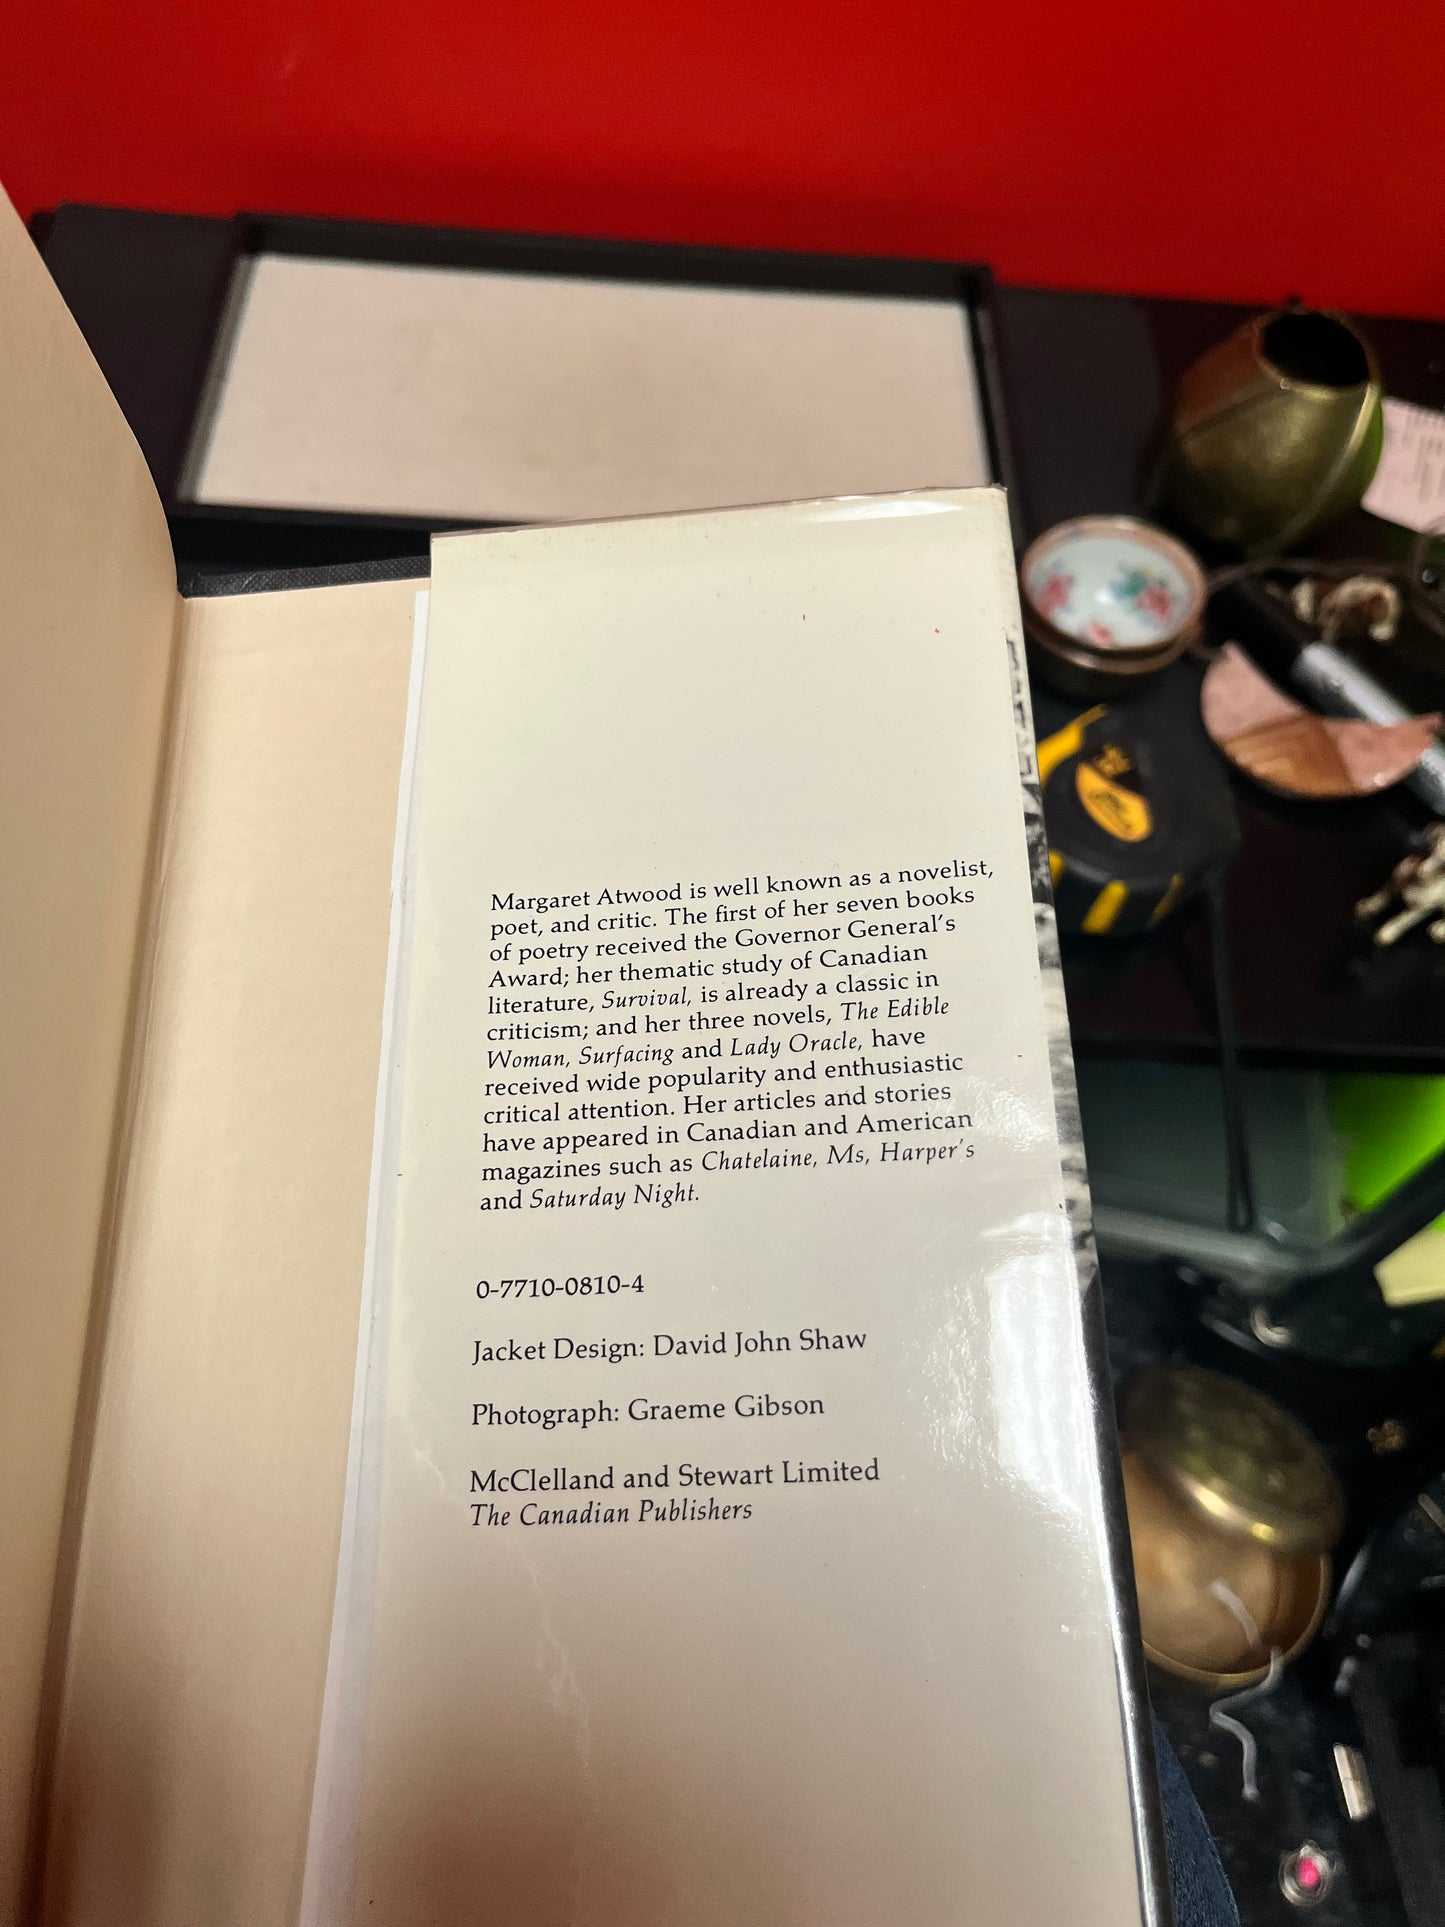 Margaret Atwood is well known as a novelist,
poet, and critic. The first of her seven books
of poetry received the Governor General's
Award; her thematic study of Canadian
literature, Survival, is already a classic in
criticism; and her three novels, The Edible
Woman, Surfacing and Lady Oracle, have
received wide popularity and enthusiastic
critical attention. Her articles and stories
have appeared in Canadian and American
magazines such as Chatelaine, Ms, Harper's
and Saturday Night.
0-7710-0810-4
Jacket Design: David John Shaw
Photograph: Graeme Gibson
McClelland and Stewart Limited
The Canadian Publishers